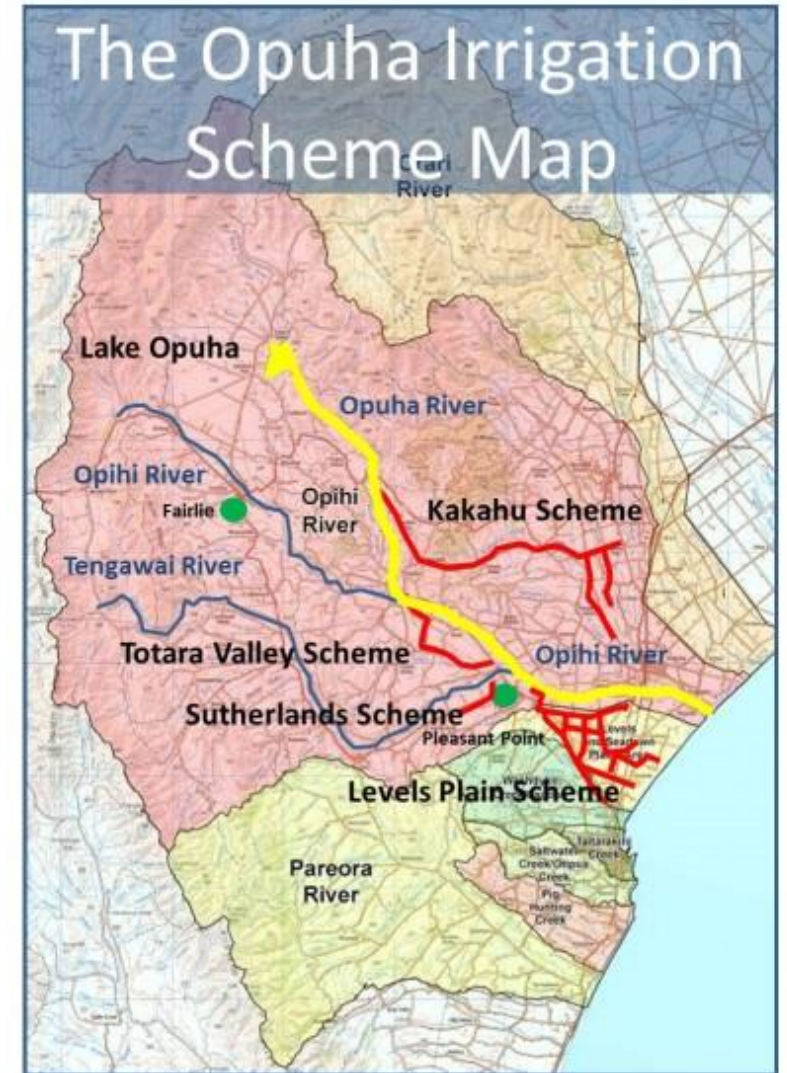 The Opuha Irrigation
Scheme Map
Orari
River
Lake Opuha
Opuha River
Opihi River
Fairlie
Opihi
River
Kakahu Scheme
Tengawai River
Totara Valley Scheme
Opihi River
Sutherlands Scheme
Pleasant Point
Levels
Levels Plain Scheme
Pareora
River
Saltwater
Creek
Taitarakihi
Creek
Pig
Hunting
Creek